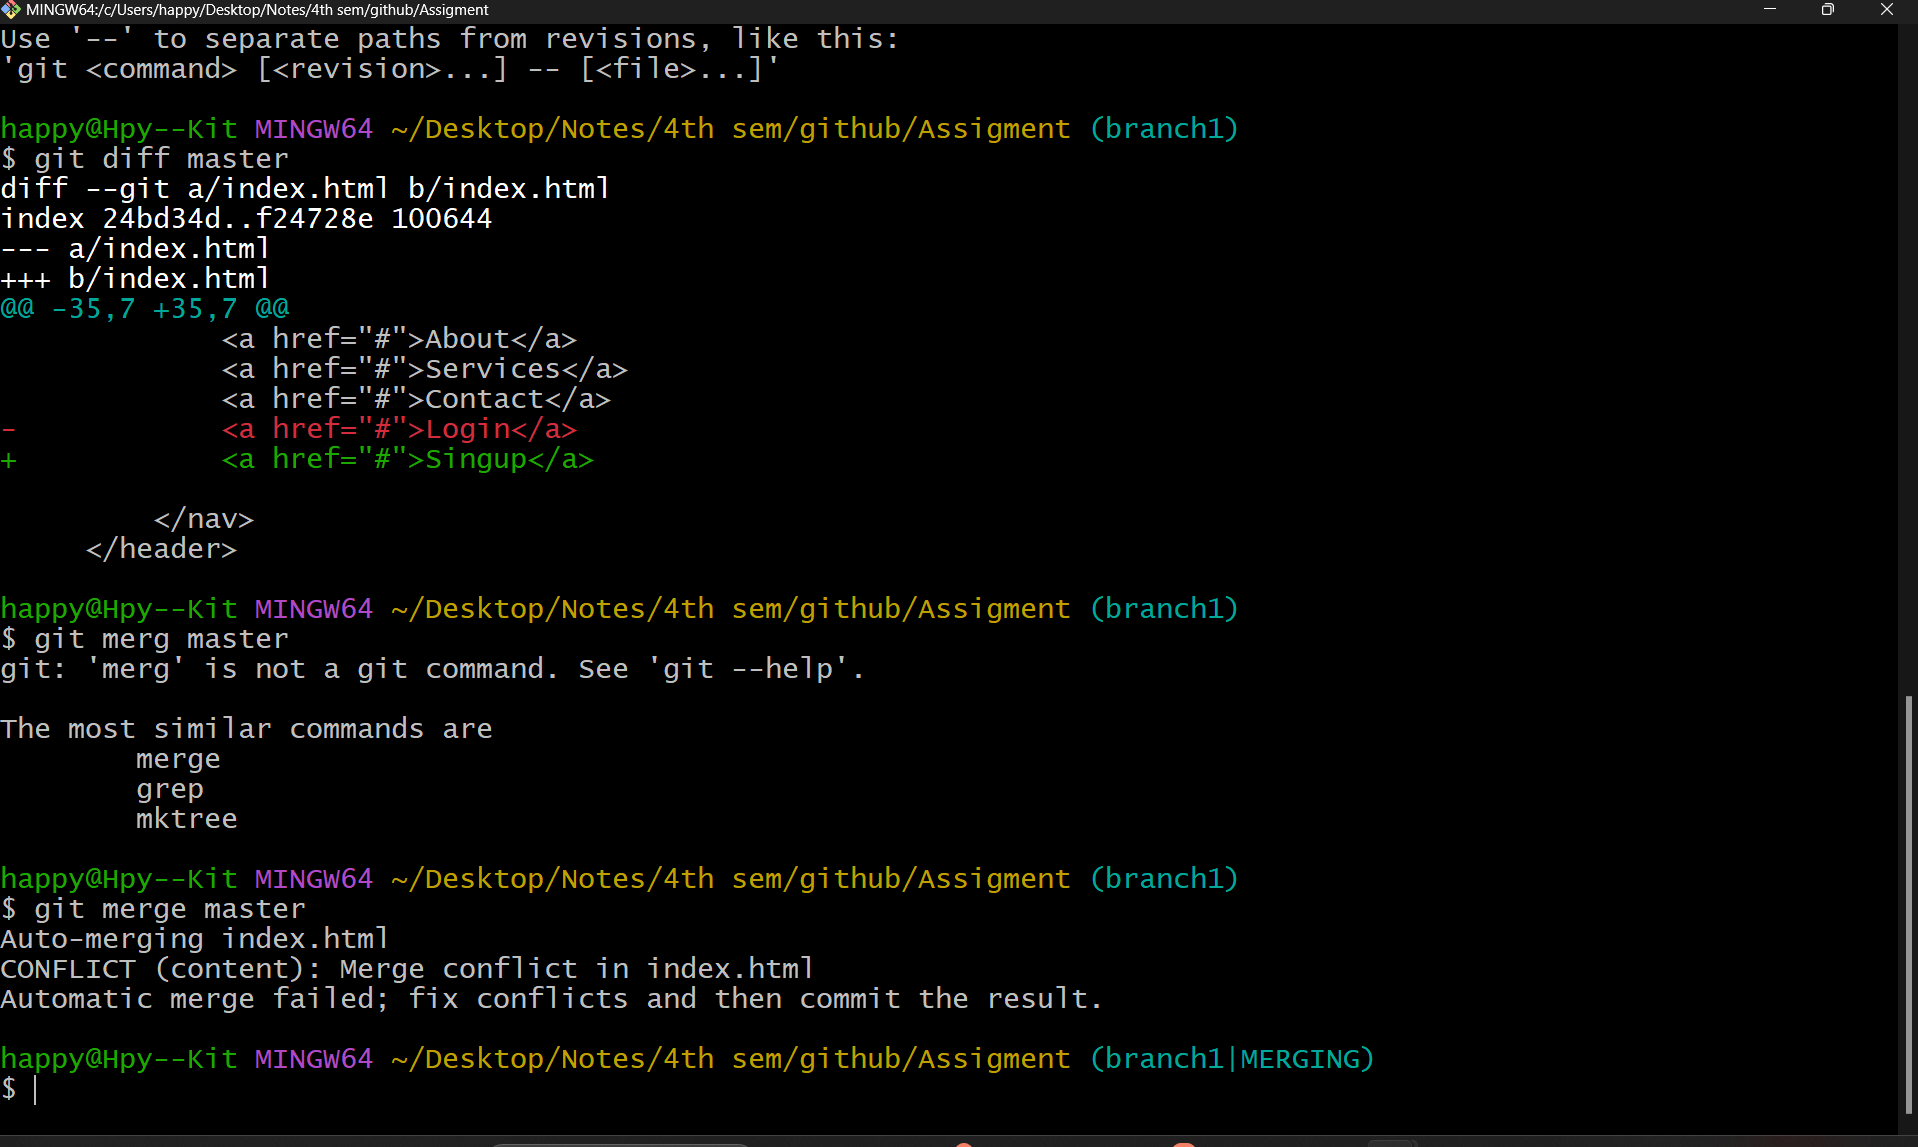 MINGW64:/c/Users/happy/Desktop/Notes/4th sem/github/Assigment
Use '--' to separate paths from revisions, like this:
'git <command> [<revision>...] -- [<file>...]'
happy@Hpy--Kit MINGW64 ~/Desktop/Notes/4th sem/github/Assigment (branch1)
$ git diff master
diff --git a/index.html b/index.html
index 24bd34d..f24728e 100644
--- a/index.html
+++ b/index.html
@@ -35,7 +35,7 @@
             <a href="#">About</a>
             <a href="#">Services</a>
             <a href="#">Contact</a>
-            <a href="#">Login</a>
+            <a href="#">Singup</a>
         </nav>
     </header>
happy@Hpy--Kit MINGW64 ~/Desktop/Notes/4th sem/github/Assigment (branch1)
$ git merg master
git: 'merg' is not a git command. See 'git --help'.
The most similar commands are
        merge
        grep
        mktree
happy@Hpy--Kit MINGW64 ~/Desktop/Notes/4th sem/github/Assigment (branch1)
$ git merge master
Auto-merging index.html
CONFLICT (content): Merge conflict in index.html
Automatic merge failed; fix conflicts and then commit the result.
happy@Hpy--Kit MINGW64 ~/Desktop/Notes/4th sem/github/Assigment (branch1|MERGING)
$